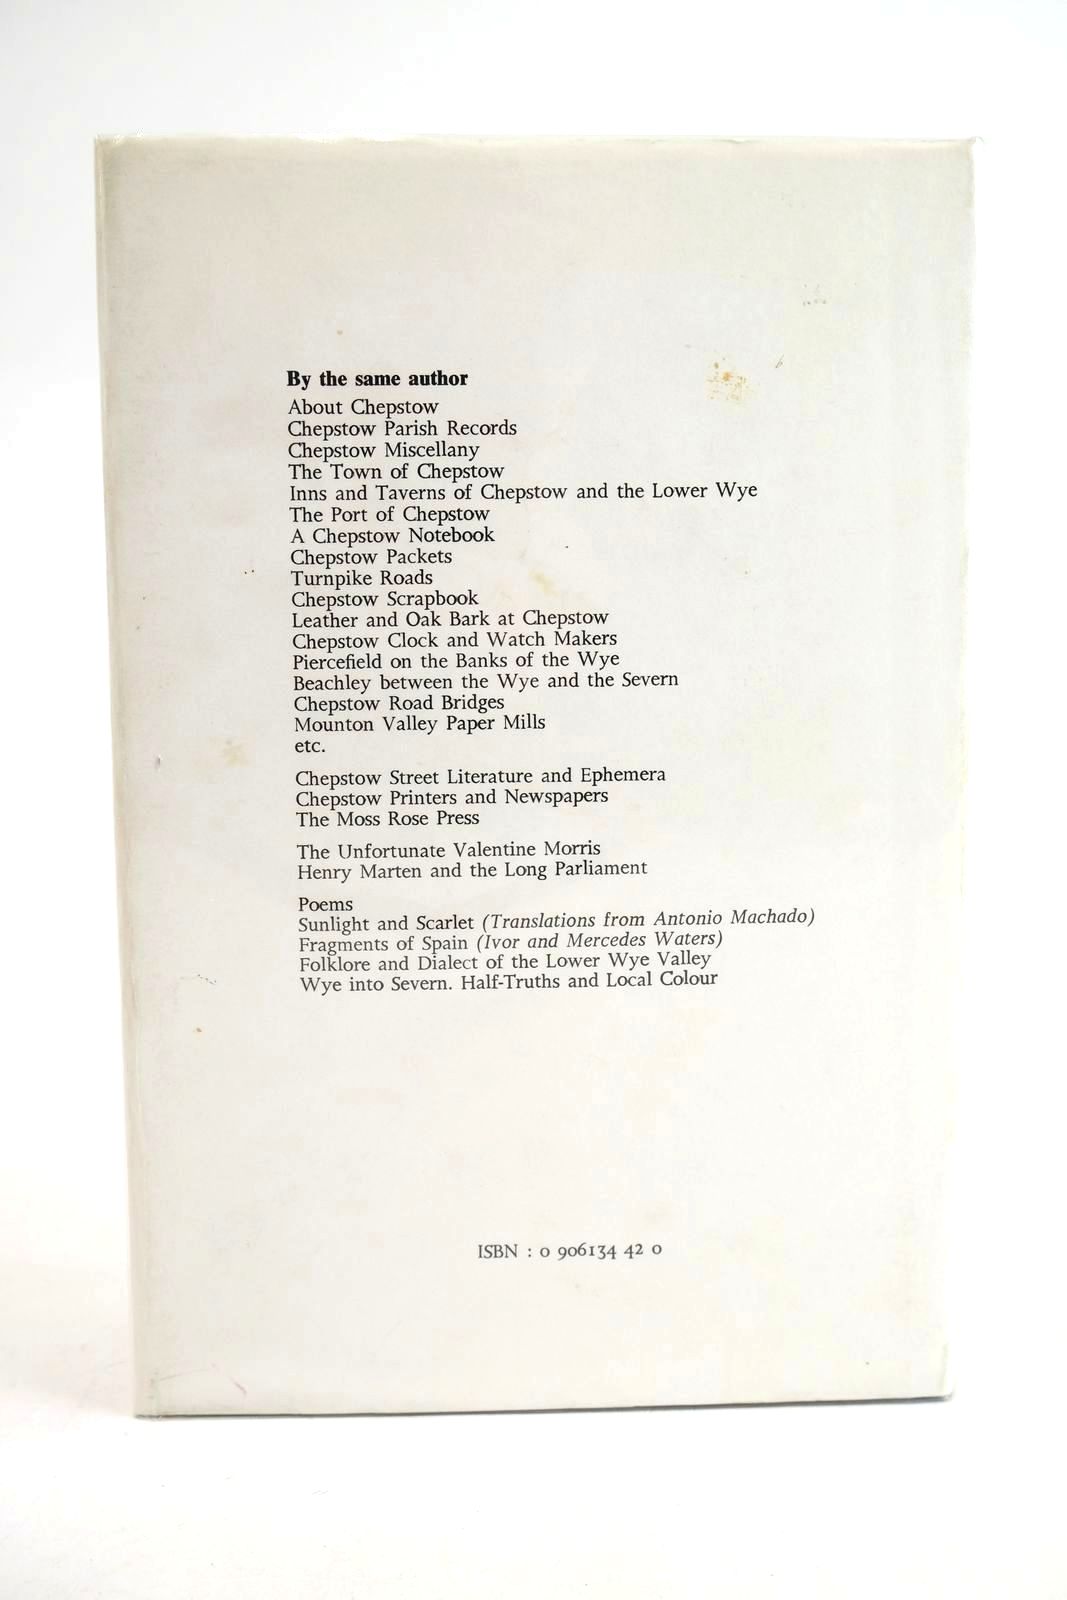 By the same author
About Chepstow
Chepstow Parish Records
Chepstow Miscellany
The Town of Chepstow
Inns and Taverns of Chepstow and the Lower Wye
The Port of Chepstow
A Chepstow Notebook
Chepstow Packets
Turnpike Roads
Chepstow Scrapbook
Leather and Oak Bark at Chepstow
Chepstow Clock and Watch Makers
Piercefield on the Banks of the Wye
Beachley between the Wye and the Severn
Chepstow Road Bridges
Mounton Valley Paper Mills
etc.
Chepstow Street Literature and Ephemera
Chepstow Printers and Newspapers
The Moss Rose Press
The Unfortunate Valentine Morris
Henry Marten and the Long Parliament
Poems
Sunlight and Scarlet (Translations from Antonio Machado)
Fragments of Spain (Ivor and Mercedes Waters)
Folklore and Dialect of the Lower Wye Valley
Wye into Severn. Half-Truths and Local Colour
ISBN : 0 906134 42 0